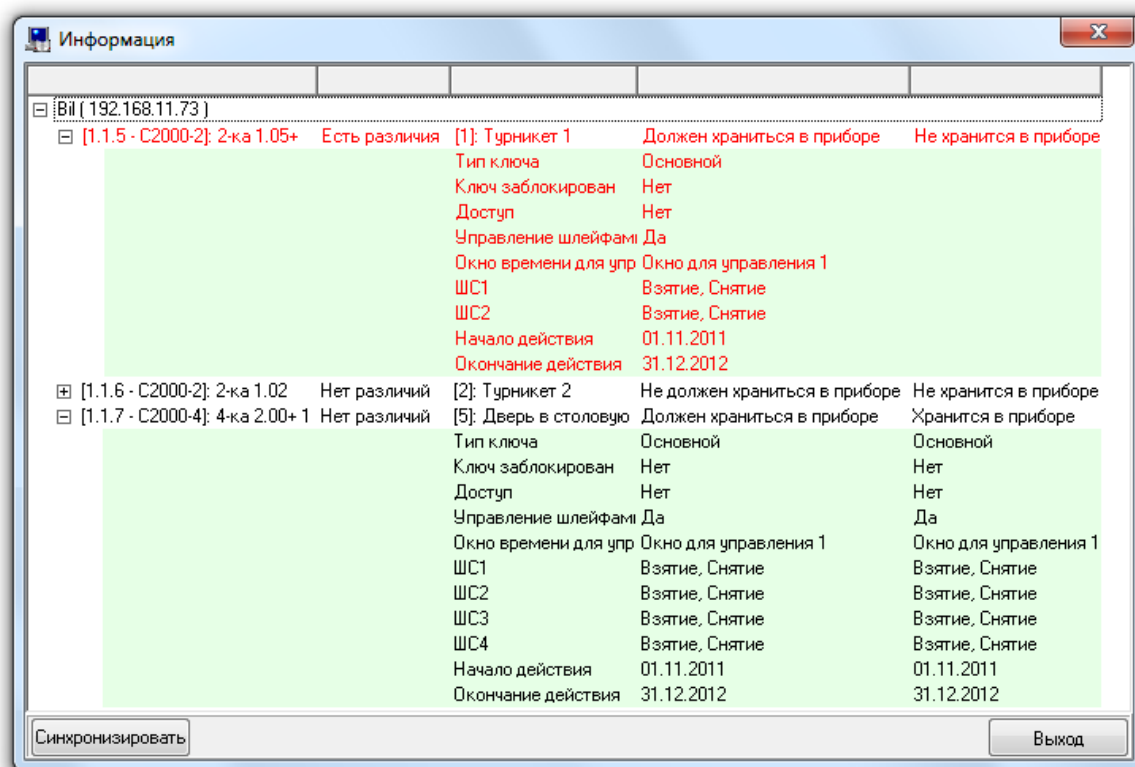 Информация
Bil ( 192.168.11.73 )
[1.1.5 - С2000-2]: 2-ка 1.05+ Есть различия [1]: Турникет 1 Должен храниться в приборе Не хранится в приборе
Тип ключа Основной
Ключ заблокирован Нет
Доступ Нет
Управление шлейфами Да
Окно времени для упр Окно для управления 1
ШС1 Взятие, Снятие
ШС2 Взятие, Снятие
Начало действия 01.11.2011
Окончание действия 31.12.2012
[1.1.6 - С2000-2]: 2-ка 1.02 Нет различий [2]: Турникет 2 Не должен храниться в приборе Не хранится в приборе
[1.1.7 - С2000-4]: 4-ка 2.00+ 1 Нет различий [5]: Дверь в столовую Должен храниться в приборе Хранится в приборе
Тип ключа Основной Основной
Ключ заблокирован Нет Нет
Доступ Нет Нет
Управление шлейфами Да Да
Окно времени для упр Окно для управления 1 Окно для управления 1
ШС1 Взятие, Снятие Взятие, Снятие
ШС2 Взятие, Снятие Взятие, Снятие
ШС3 Взятие, Снятие Взятие, Снятие
ШС4 Взятие, Снятие Взятие, Снятие
Начало действия 01.11.2011 01.11.2011
Окончание действия 31.12.2012 31.12.2012
Синхронизировать Выход